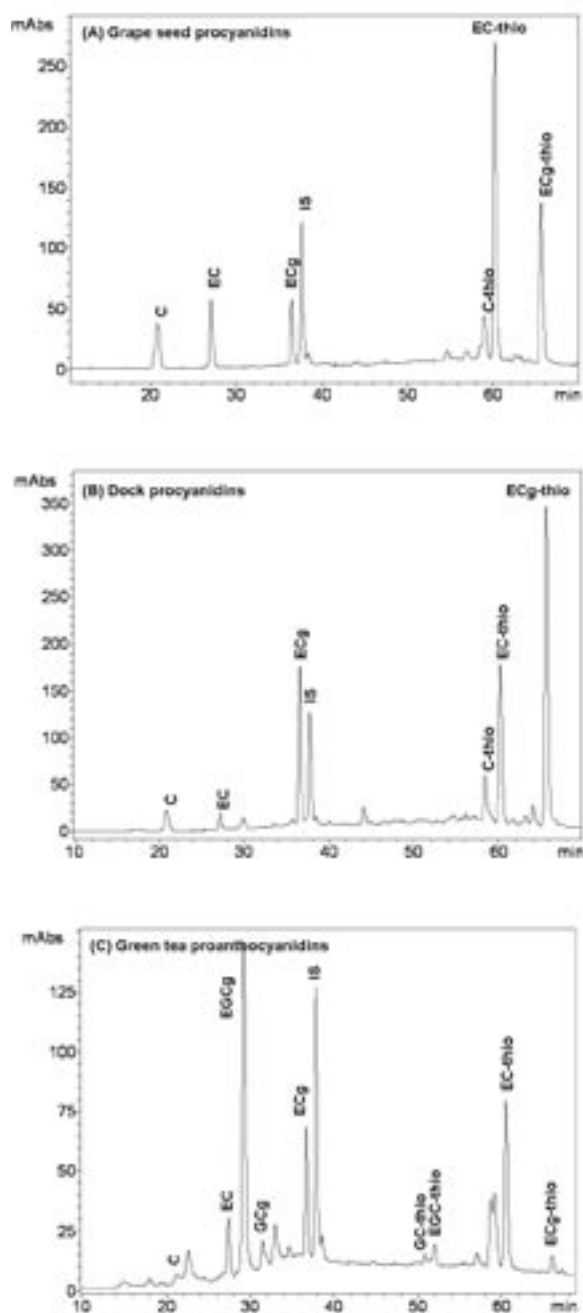 mAbs
(A) Grape seed procyanidins
EC-thio
250
200
ECg-thio
150
IS
100
EC
ECg
C-thio
50
C
0
20 30 40 50 60 min
mAbs
(B) Dock procyanidins
ECg-thio
350
300
250
200
ECg
EC-thio
150
IS
100
C-thio
50
C
EC
0
10 20 30 40 50 60 min
mAbs
(C) Green tea proanthocyanidins
IS
125
EGCg
100
EC-thio
75
ECg
50
EC
GCg
GC-thio
EGC-thio
25
C
ECg-thio
0
10 20 30 40 50 60 min